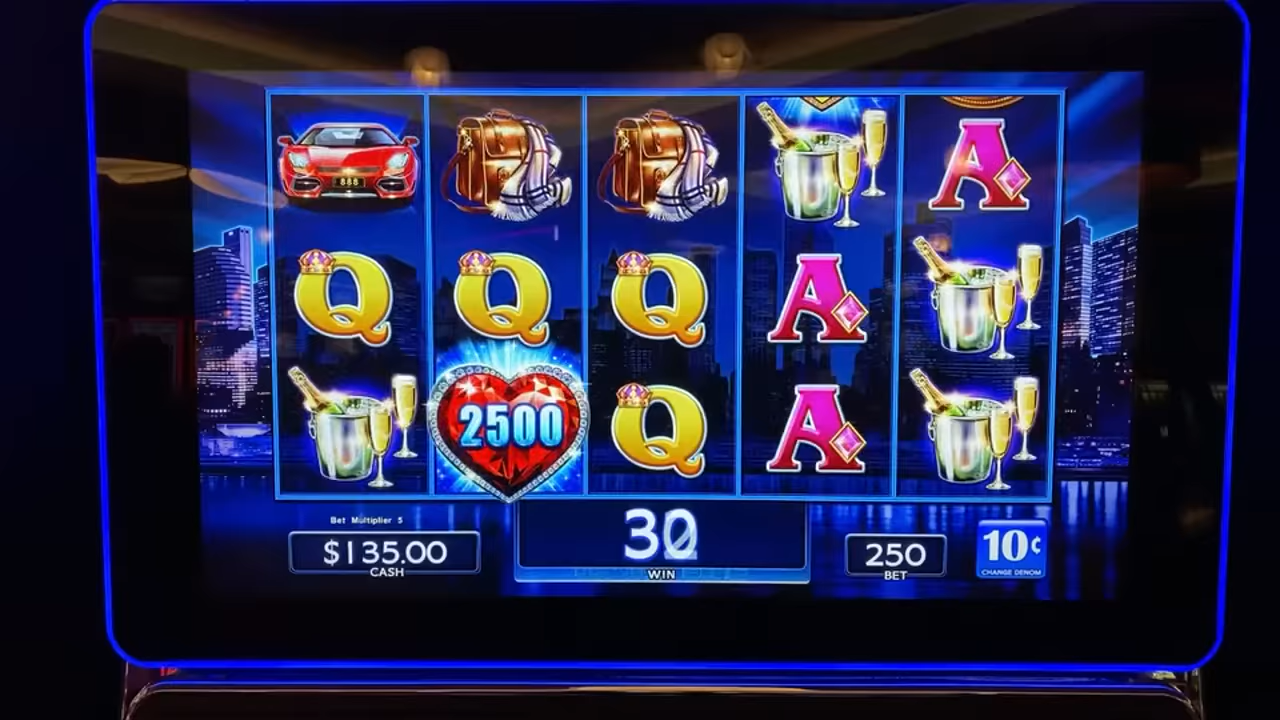 888
A
Q Q Q A
2500 Q A
Bet Multiplier 5
$135.00
CASH
30
WIN
250
BET
10¢
CHANGE DENOM